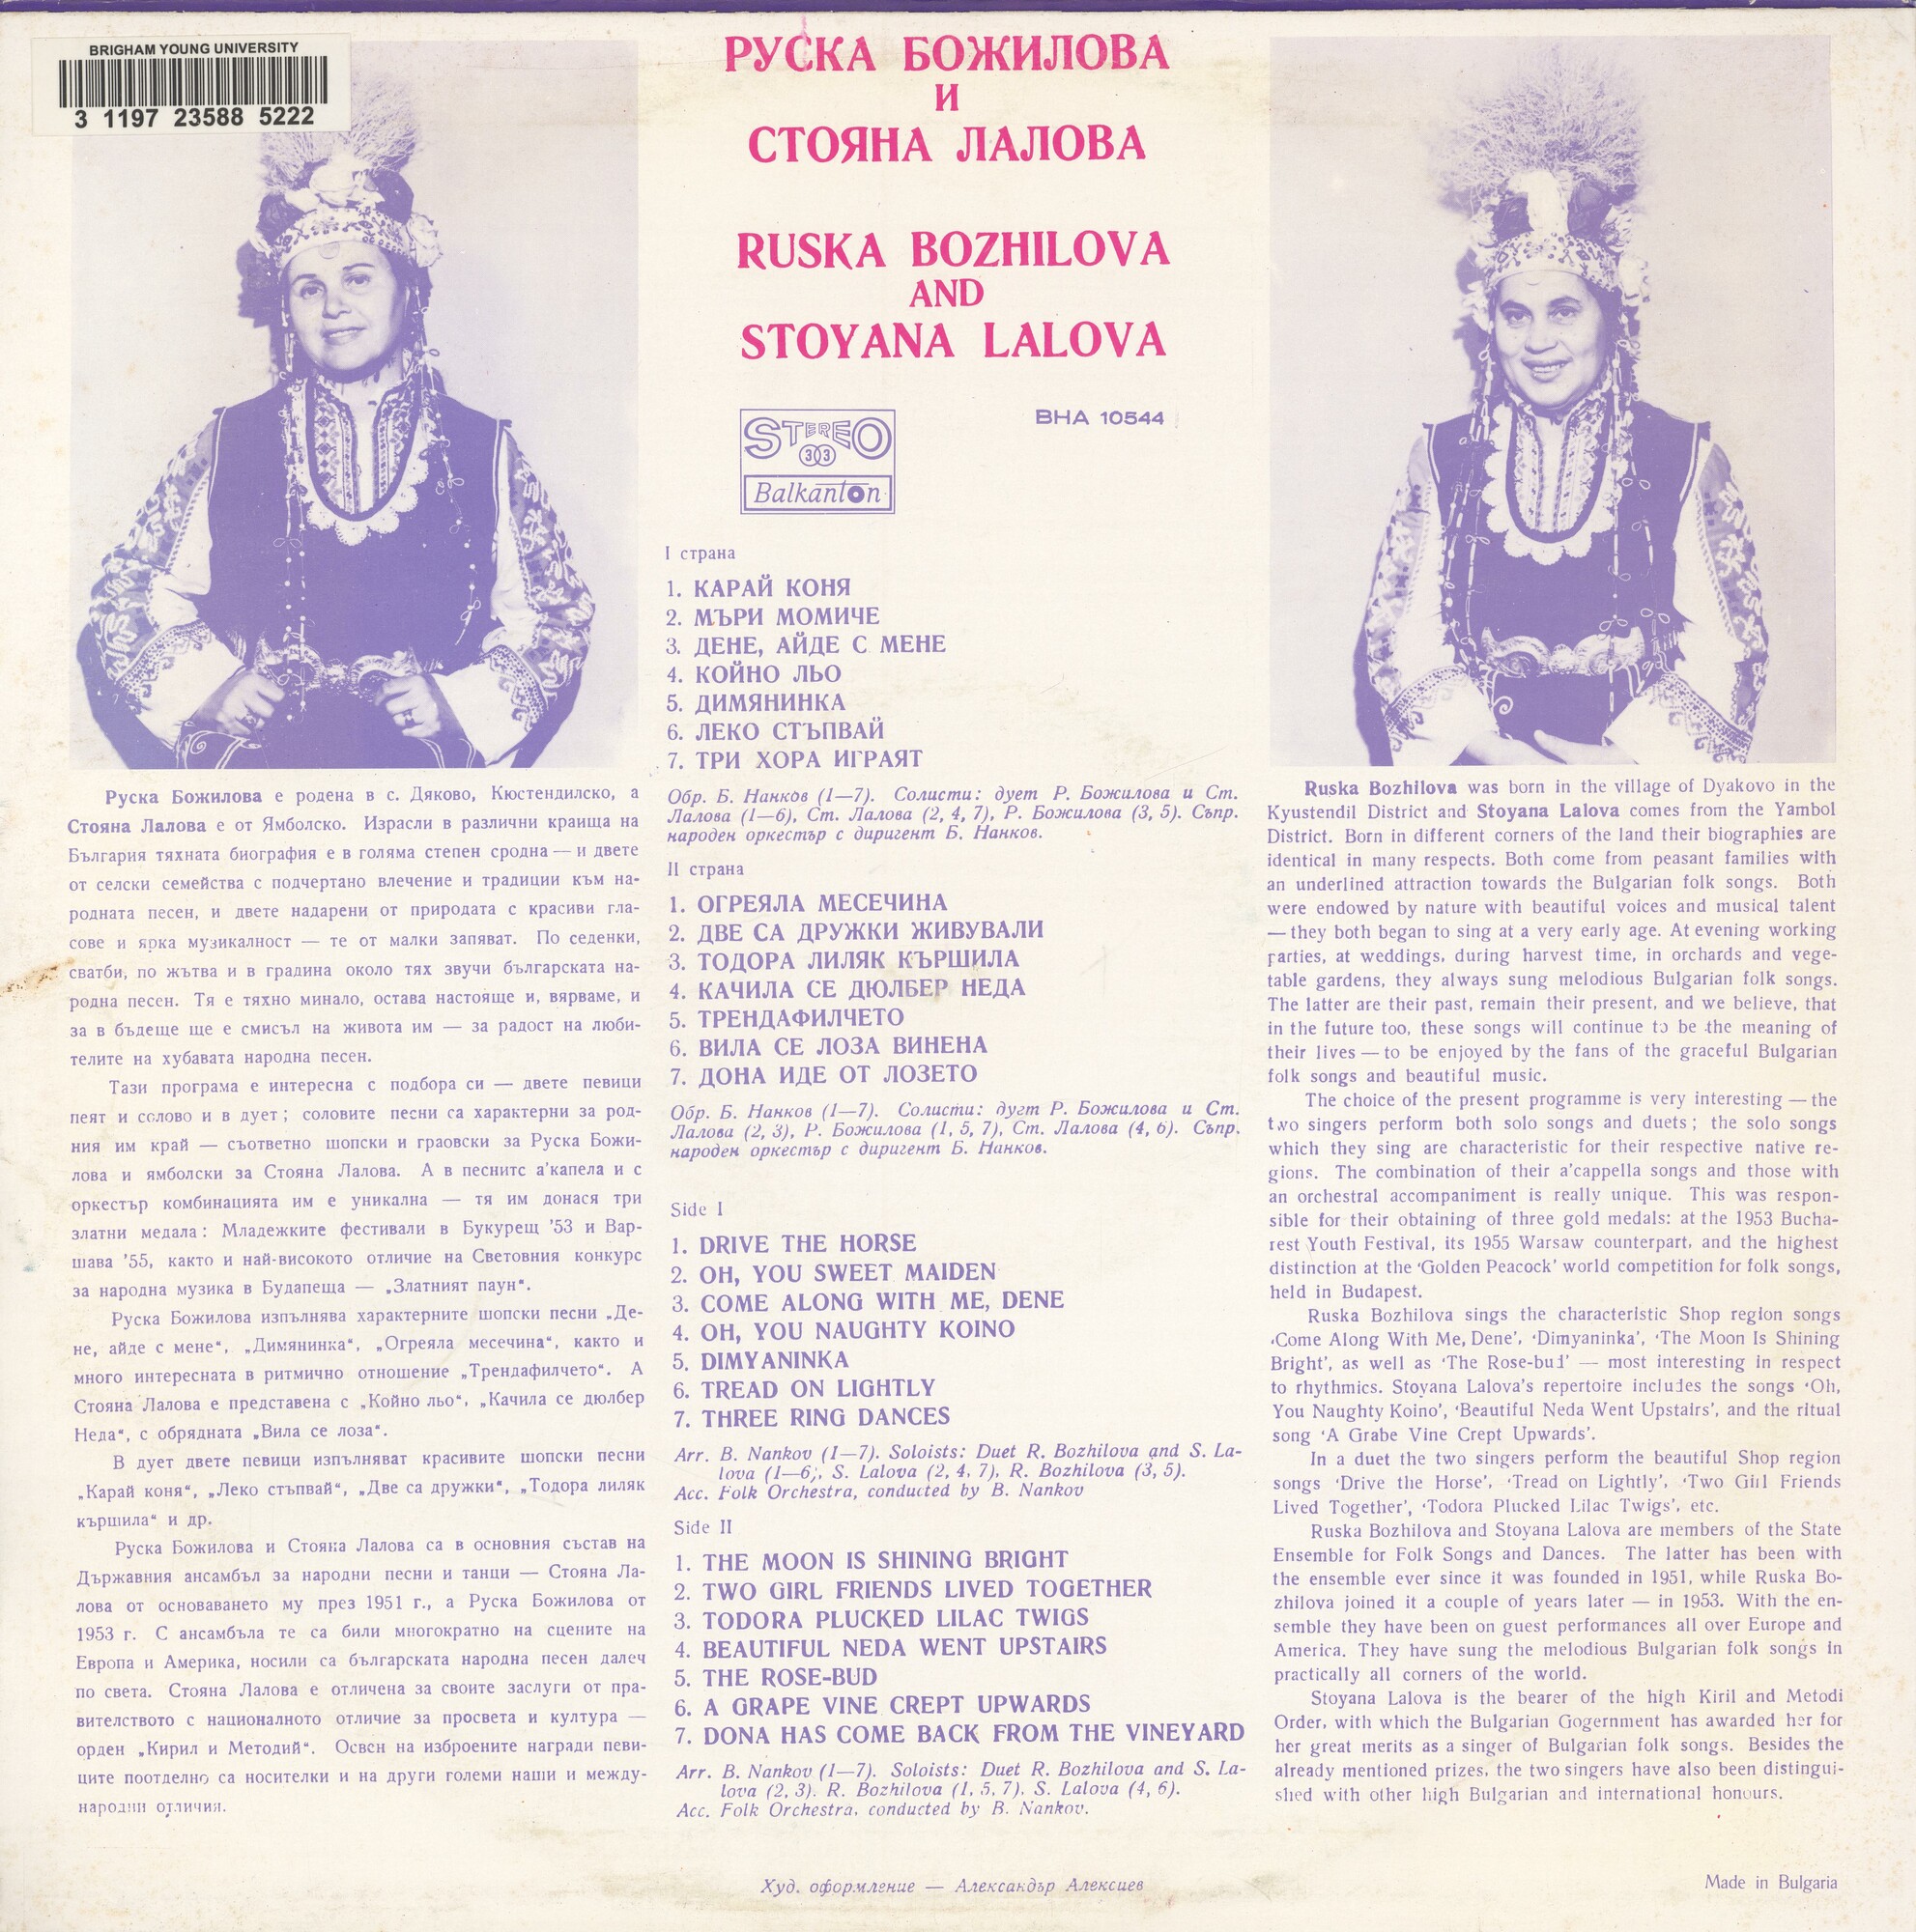 BRIGHAM YOUNG UNIVERSITY
3 1197 23588 5222
РУСКА БОЖИЛОВА
И
СТОЯНА ЛАЛОВА
RUSKA BOZHILOVA
AND
STOYANA LALOVA
STEREO
33
Balkanton
ВНА 10544
I страна
1. КАРАЙ КОНЯ
2. МЪРИ МОМИЧЕ
3. ДЕНЕ, АЙДЕ С МЕНЕ
4. КОЙНО ЛЬО
5. ДИМЯНИНКА
6. ЛЕКО СТЪПВАЙ
7. ТРИ ХОРА ИГРАЯТ
Обр. Б. Нанков (1—7). Солисти: дует Р. Божилова и Ст.
Лалова (1—6), Ст. Лалова (2, 4, 7), Р. Божилова (3, 5). Съпр.
народен оркестър с диригент Б. Нанков.
II страна
1. ОГРЕЯЛА МЕСЕЧИНА
2. ДВЕ СА ДРУЖКИ ЖИВУВАЛИ
3. ТОДОРА ЛИЛЯК КЪРШИЛА
4. КАЧИЛА СЕ ДЮЛБЕР НЕДА
5. ТРЕНДАФИЛЧЕТО
6. ВИЛА СЕ ЛОЗА ВИНЕНА
7. ДОНА ИДЕ ОТ ЛОЗЕТО
Обр. Б. Нанков (1—7). Солисти: дует Р. Божилова и Ст.
Лалова (2, 3), Р. Божилова (1, 5, 7), Ст. Лалова (4, 6). Съпр.
народен оркестър с диригент Б. Нанков.
Side I
1. DRIVE THE HORSE
2. OH, YOU SWEET MAIDEN
3. COME ALONG WITH ME, DENE
4. OH, YOU NAUGHTY KOINO
5. DIMYANINKA
6. TREAD ON LIGHTLY
7. THREE RING DANCES
Arr. B. Nankov (1—7). Soloists: Duet R. Bozhilova and S. La-
lova (1—6), S. Lalova (2, 4, 7), R. Bozhilova (3, 5).
Acc. Folk Orchestra, conducted by B. Nankov
Side II
1. THE MOON IS SHINING BRIGHT
2. TWO GIRL FRIENDS LIVED TOGETHER
3. TODORA PLUCKED LILAC TWIGS
4. BEAUTIFUL NEDA WENT UPSTAIRS
5. THE ROSE-BUD
6. A GRAPE VINE CREPT UPWARDS
7. DONA HAS COME BACK FROM THE VINEYARD
Arr. B. Nankov (1—7). Soloists: Duet R. Bozhilova and S. La-
lova (2, 3). R. Bozhilova (1, 5, 7). S. Lalova (4, 6).
Acc. Folk Orchestra, conducted by B. Nankov.
Руска Божилова е родена в с. Дяково, Кюстендилско, а
Стояна Лалова е от Ямболско. Израсли в различни краища на
България тяхната биография е в голяма степен сродна — и двете
от селски семейства с подчертано влечение и традиции към на-
родната песен, и двете надарени от природата с красиви гла-
сове и ярка музикалност — те от малки запяват. По седенки,
сватби, по жътва и в градина около тях звучи българската на-
родна песен. Тя е тяхно минало, остава настояще и, вярваме, и
за в бъдеще ще е смисъл на живота им — за радост на люби-
телите на хубавата народна песен.
Тази програма е интересна с подбора си — двете певици
пеят и солово и в дует; соловите песни са характерни за род-
ния им край — съответно шопски и граовски за Руска Божи-
лова и ямболски за Стояна Лалова. А в песните а'капела и с
оркестър комбинацията им е уникална — тя им донася три
златни медала: Младежките фестивали в Букурещ '53 и Вар-
шава '55, както и най-високото отличие на Световния конкурс
за народна музика в Будапеща — „Златният паун“.
Руска Божилова изпълнява характерните шопски песни „Де-
не, айде с мене“, „Димянинка“, „Огреяла месечина“, както и
много интересната в ритмично отношение „Трендафилчето“. А
Стояна Лалова е представена с „Койно льо“, „Качила се дюлбер
Неда“, с обрядната „Вила се лоза“.
В дует двете певици изпълняват красивите шопски песни
„Карай коня“, „Леко стъпвай“, „Две са дружки“, „Тодора лиляк
кършила“ и др.
Руска Божилова и Стояна Лалова са в основния състав на
Държавния ансамбъл за народни песни и танци — Стояна Ла-
лова от основаването му през 1951 г., а Руска Божилова от
1953 г. С ансамбъла те са били многократно на сцените на
Европа и Америка, носили са българската народна песен далеч
по света. Стояна Лалова е отличена за своите заслуги от пра-
вителството с националното отличие за просвета и култура —
орден „Кирил и Методий“. Освен на изброените награди певи-
ците поотделно са носителки и на други големи наши и между-
народни отличия.
Ruska Bozhilova was born in the village of Dyakovo in the
Kyustendil District and Stoyana Lalova comes from the Yambol
District. Born in different corners of the land their biographies are
identical in many respects. Both come from peasant families with
an underlined attraction towards the Bulgarian folk songs. Both
were endowed by nature with beautiful voices and musical talent
— they both began to sing at a very early age. At evening working
parties, at weddings, during harvest time, in orchards and vege-
table gardens, they always sung melodious Bulgarian folk songs.
The latter are their past, remain their present, and we believe, that
in the future too, these songs will continue to be the meaning of
their lives — to be enjoyed by the fans of the graceful Bulgarian
folk songs and beautiful music.
The choice of the present programme is very interesting — the
two singers perform both solo songs and duets; the solo songs
which they sing are characteristic for their respective native re-
gions. The combination of their a'cappella songs and those with
an orchestral accompaniment is really unique. This was respon-
sible for their obtaining of three gold medals: at the 1953 Bucha-
rest Youth Festival, its 1955 Warsaw counterpart, and the highest
distinction at the ‘Golden Peacock’ world competition for folk songs,
held in Budapest.
Ruska Bozhilova sings the characteristic Shop region songs
‘Come Along With Me, Dene’, ‘Dimyaninka’, ‘The Moon Is Shining
Bright’, as well as ‘The Rose-bud’ — most interesting in respect
to rhythmics. Stoyana Lalova's repertoire includes the songs ‘Oh,
You Naughty Koino’, ‘Beautiful Neda Went Upstairs’, and the ritual
song ‘A Grabe Vine Crept Upwards’.
In a duet the two singers perform the beautiful Shop region
songs ‘Drive the Horse’, ‘Tread on Lightly’, ‘Two Girl Friends
Lived Together’, ‘Todora Plucked Lilac Twigs’, etc.
Ruska Bozhilova and Stoyana Lalova are members of the State
Ensemble for Folk Songs and Dances. The latter has been with
the ensemble ever since it was founded in 1951, while Ruska Bo-
zhilova joined it a couple of years later — in 1953. With the en-
semble they have been on guest performances all over Europe and
America. They have sung the melodious Bulgarian folk songs in
practically all corners of the world.
Stoyana Lalova is the bearer of the high Kiril and Metodi
Order, with which the Bulgarian Gogernment has awarded her for
her great merits as a singer of Bulgarian folk songs. Besides the
already mentioned prizes, the two singers have also been distingui-
shed with other high Bulgarian and international honours.
Худ. оформление — Александър Алексиев
Made in Bulgaria